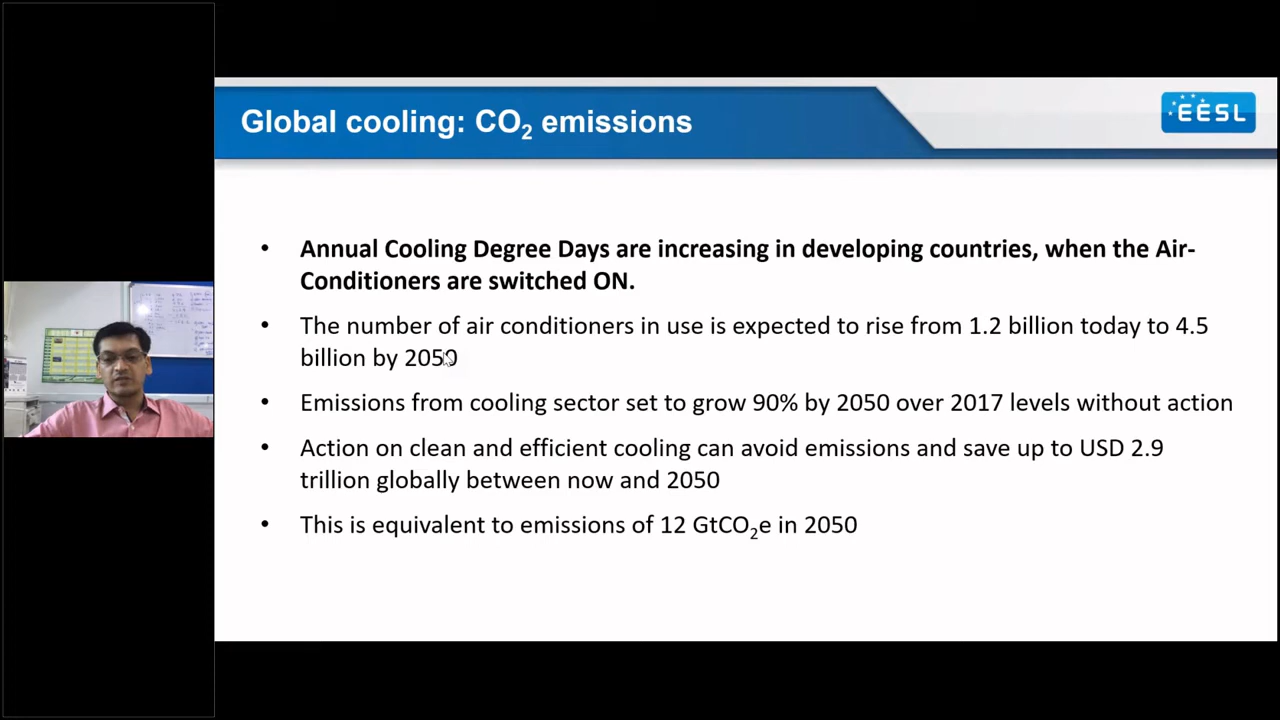 Global cooling: CO₂ emissions
EESL
• Annual Cooling Degree Days are increasing in developing countries, when the Air-
Conditioners are switched ON.
• The number of air conditioners in use is expected to rise from 1.2 billion today to 4.5
billion by 2050
• Emissions from cooling sector set to grow 90% by 2050 over 2017 levels without action
• Action on clean and efficient cooling can avoid emissions and save up to USD 2.9
trillion globally between now and 2050
• This is equivalent to emissions of 12 GtCO₂e in 2050